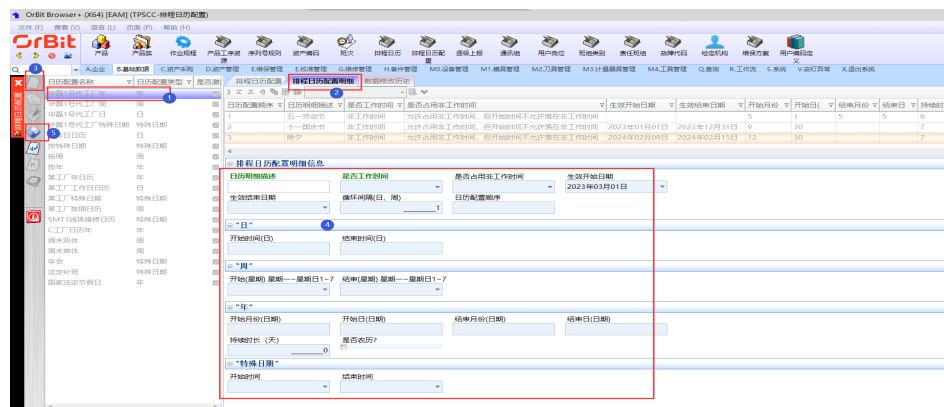 OrBit Browser+ (X64) [EAM] (TPSCC-排程日历配置)
文件 (F) 查看 (V) 语言 (L) 页面 (P) 帮助 (H)
OrBit
产品 产品族 作业规程 产品工序资源 序列号规则 资产编码 班次 排程日历 排程日历配置 逐级上报 通讯组 用户岗位 班组类别 责任班组 故障代码 检定机构 维保方案 用户编码定义
A.企业 B.基础数据 C.资产采购 D.资产管理 E.维保管理 F.校准管理 G.维修管理 H.备件管理 M0.设备管理 M1.模具管理 M2.刀具管理 M3.计量器具管理 M4.工具管理 Q.查询 R.工作流 S.系统 V.安灯异常 X.退出系统
排程日历配置 排程日历配置明细 数据修改历史
日历配置名称 日历配置类型 是否激
华磊1号代工厂年 年
华磊1号代工厂周 周
华磊1号代工厂日 日
华磊1号代工厂特殊日期 特殊日期
日日历 日
按特殊日期 特殊日期
按周 周
按年 年
某工厂年日历 年
某工厂工作日日历 日
某工厂特殊日期 特殊日期
某工厂按周日历 周
SMT1线体维修日历 特殊日期
C工厂日历年 年
周末双休 周
周末单休 周
年会 特殊日期
法定补班 特殊日期
国家法定节假日 年
日历配置顺序 日历明细描述 是否工作时间 是否占用非工作时间 生效开始日期 生效结束日期 开始月份( 开始日( 结束月份( 结束日 持续时
1 五一劳动节 非工作时间 允许占用非工作时间，但开始时间不允许落在非工作时间 5 1 5 5 0
2 十一国庆节 非工作时间 允许占用非工作时间，但开始时间不允许落在非工作时间 2023年01月01日 2023年12月31日 9 30 7
3 除夕 非工作时间 允许占用非工作时间，但开始时间不允许落在非工作时间 2024年02月09日 2024年02月15日 12 30 7
排程日历配置明细信息
日历明细描述 是否工作时间 是否占用非工作时间 生效开始日期
2023年03月01日
生效结束日期 循环间隔(日、周) 日历配置顺序
1
"日"
开始时间(日) 结束时间(日)
"周"
开始(星期) 星期一--星期日1-7 结束(星期) 星期一--星期日1-7
"年"
开始月份(日期) 开始日(日期) 结束月份(日期) 结束日(日期)
持续时长（天） 是否农历?
0
"特殊日期"
开始时间 结束时间
1
2
3
4
5